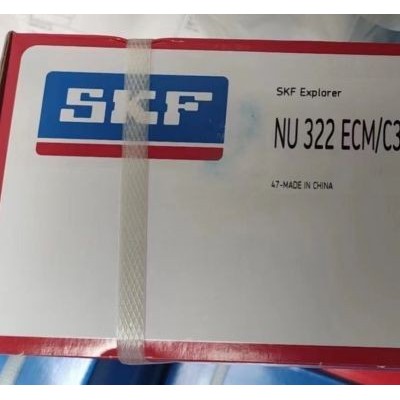 SKF
SKF Explorer
NU 322 ECM/C3
47-MADE IN CHINA